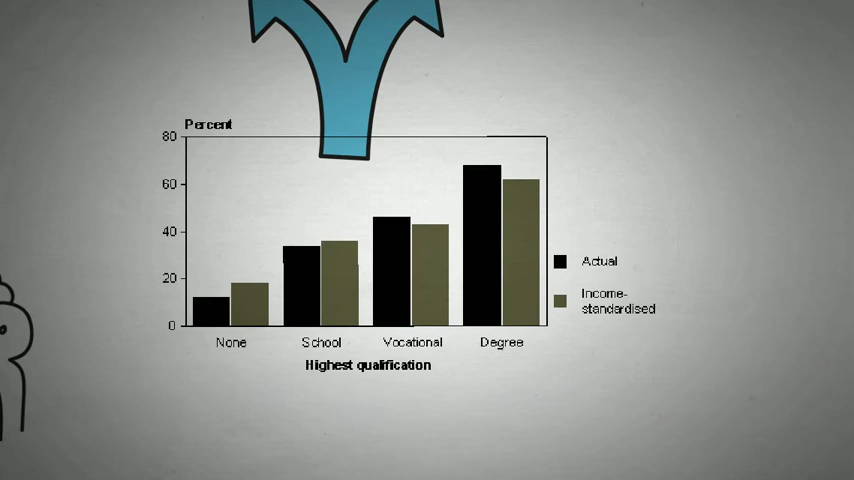 Percent
80
60
40
20
0
None School Vocational Degree
Highest qualification
Actual
Income-
standardised